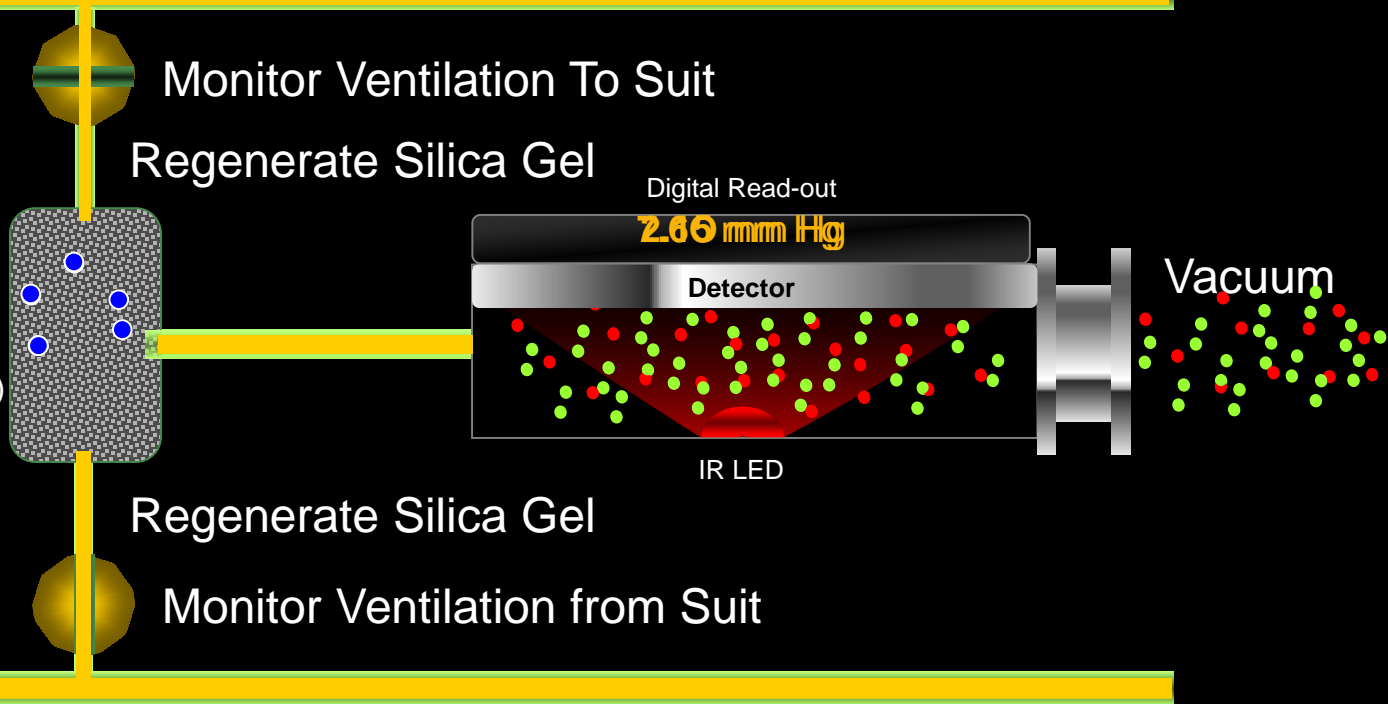 Monitor Ventilation To Suit
Regenerate Silica Gel
Digital Read-out
mm Hg
Detector
Vacuum
IR LED
Regenerate Silica Gel
Monitor Ventilation from Suit